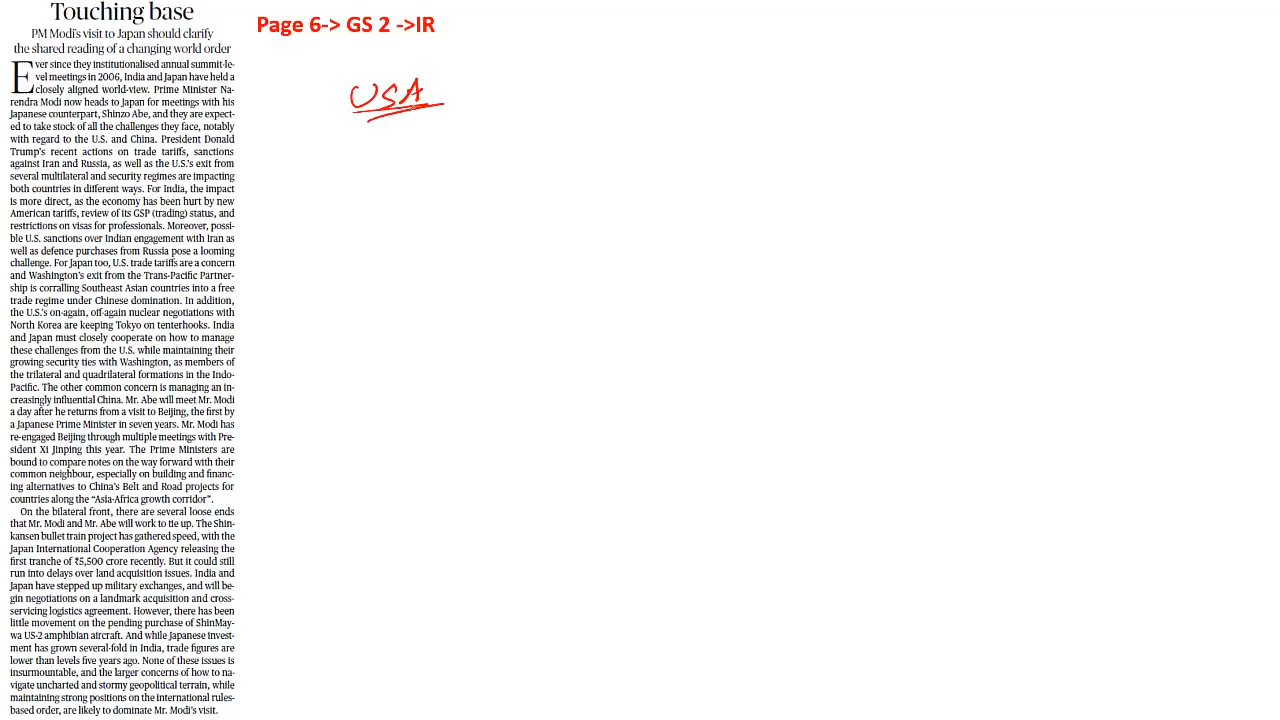 Touching base
PM Modi's visit to Japan should clarify
the shared reading of a changing world order
Ever since they institutionalised annual summit-le-
vel meetings in 2006, India and Japan have held a
closely aligned world-view. Prime Minister Na-
rendra Modi now heads to Japan for meetings with his
Japanese counterpart, Shinzo Abe, and they are expect-
ed to take stock of all the challenges they face, notably
with regard to the U.S. and China. President Donald
Trump's recent actions on trade tariffs, sanctions
against Iran and Russia, as well as the U.S.'s exit from
several multilateral and security regimes are impacting
both countries in different ways. For India, the impact
is more direct, as the economy has been hurt by new
American tariffs, review of its GSP (trading) status, and
restrictions on visas for professionals. Moreover, possi-
ble U.S. sanctions over Indian engagement with Iran as
well as defence purchases from Russia pose a looming
challenge. For Japan too, U.S. trade tariffs are a concern
and Washington's exit from the Trans-Pacific Partner-
ship is corralling Southeast Asian countries into a free
trade regime under Chinese domination. In addition,
the U.S.'s on-again, off-again nuclear negotiations with
North Korea are keeping Tokyo on tenterhooks. India
and Japan must closely cooperate on how to manage
these challenges from the U.S. while maintaining their
growing security ties with Washington, as members of
the trilateral and quadrilateral formations in the Indo-
Pacific. The other common concern is managing an in-
creasingly influential China. Mr. Abe will meet Mr. Modi
a day after he returns from a visit to Beijing, the first by
a Japanese Prime Minister in seven years. Mr. Modi has
re-engaged Beijing through multiple meetings with Pre-
sident Xi Jinping this year. The Prime Ministers are
bound to compare notes on the way forward with their
common neighbour, especially on building and financ-
ing alternatives to China's Belt and Road projects for
countries along the "Asia-Africa growth corridor".
On the bilateral front, there are several loose ends
that Mr. Modi and Mr. Abe will work to tie up. The Shin-
kansen bullet train project has gathered speed, with the
Japan International Cooperation Agency releasing the
first tranche of ₹5,500 crore recently. But it could still
run into delays over land acquisition issues. India and
Japan have stepped up military exchanges, and will be-
gin negotiations on a landmark acquisition and cross-
servicing logistics agreement. However, there has been
little movement on the pending purchase of ShinMay-
wa US-2 amphibian aircraft. And while Japanese invest-
ment has grown several-fold in India, trade figures are
lower than levels five years ago. None of these issues is
insurmountable, and the larger concerns of how to na-
vigate uncharted and stormy geopolitical terrain, while
maintaining strong positions on the international rules-
based order, are likely to dominate Mr. Modi's visit.
Page 6-> GS 2 ->IR
USA